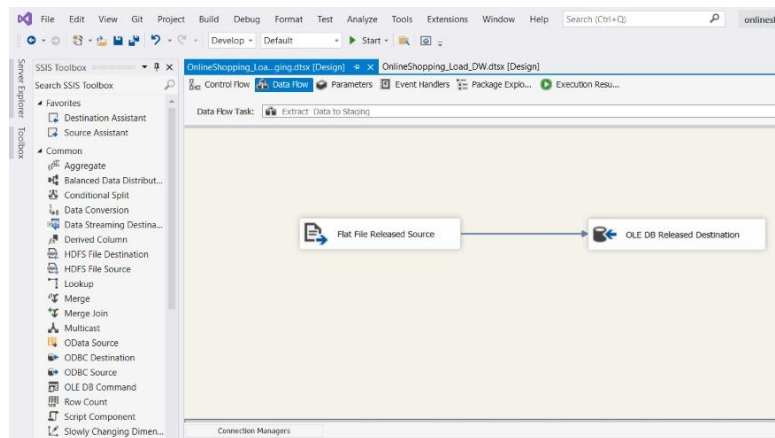 File Edit View Git Project Build Debug Format Test Analyze Tools Extensions Window Help Search (Ctrl+Q) onlinesh
Develop Default Start
Server Explorer
Toolbox
SSIS Toolbox
Search SSIS Toolbox
Favorites
Destination Assistant
Source Assistant
Common
Aggregate
Balanced Data Distribut...
Conditional Split
Data Conversion
Data Streaming Destina...
Derived Column
HDFS File Destination
HDFS File Source
Lookup
Merge
Merge Join
Multicast
OData Source
ODBC Destination
ODBC Source
OLE DB Command
Row Count
Script Component
Slowly Changing Dimen...
OnlineShopping_Loa...ging.dtsx [Design] OnlineShopping_Load_DW.dtsx [Design]
Control Flow Data Flow Parameters Event Handlers Package Explo... Execution Resu...
Data Flow Task: Extract Data to Stagng
Flat File Released Source
OLE DB Released Destination
Connection Managers